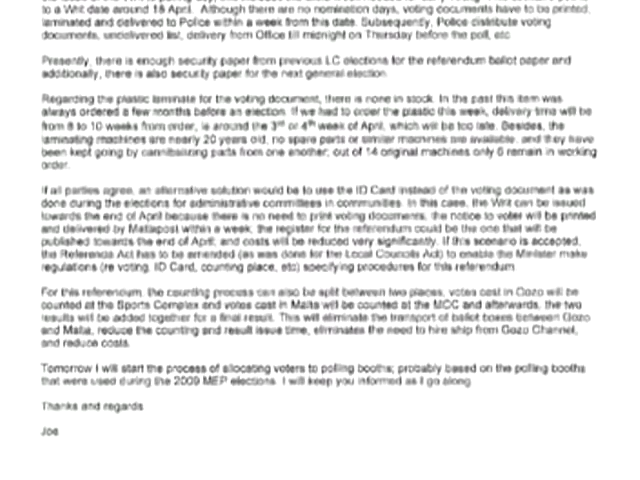 to a Writ date around 18 April. Although there are no nomination days, voting documents have to be printed,
laminated and delivered to Police within a week from this date. Subsequently, Police distribute voting
documents, undelivered list, delivery from Office till midnight on Thursday before the poll, etc
Presently, there is enough security paper from previous LC elections for the referendum ballot paper and
additionally, there is also security paper for the next general election.
Regarding the plastic laminate for the voting document, there is none in stock. In the past this item was
always ordered a few months before an election. If we had to order the plastic this week, delivery time will be
from 8 to 10 weeks from order, is around the 3rd or 4th week of April, which will be too late. Besides, the
laminating machines are nearly 20 years old, no spare parts or similar machines are available, and they have
been kept going by cannibalizing parts from one another; out of 14 original machines only 6 remain in working
order.
If all parties agree, an alternative solution would be to use the ID Card instead of the voting document as was
done during the elections for administrative committees in communities. In this case, the Writ can be issued
towards the end of April because there is no need to print voting documents, the notice to voter will be printed
and delivered by Maltapost within a week, the register for the referendum could be the one that will be
published towards the end of April, and costs will be reduced very significantly. If this scenario is accepted,
the Referenda Act has to be amended (as was done for the Local Councils Act) to enable the Minister make
regulations (re voting, ID Card, counting place, etc) specifying procedures for this referendum
For this referendum, the counting process can also be split between two places, votes cast in Gozo will be
counted at the Sports Complex and votes cast in Malta will be counted at the MCC and afterwards, the two
results will be added together for a final result. This will eliminate the transport of ballot boxes between Gozo
and Malta, reduce the counting and result issue time, eliminates the need to hire ship from Gozo Channel,
and reduce costs.
Tomorrow I will start the process of allocating voters to polling booths; probably based on the polling booths
that were used during the 2009 MEP elections. I will keep you informed as I go along.
Thanks and regards
Joe